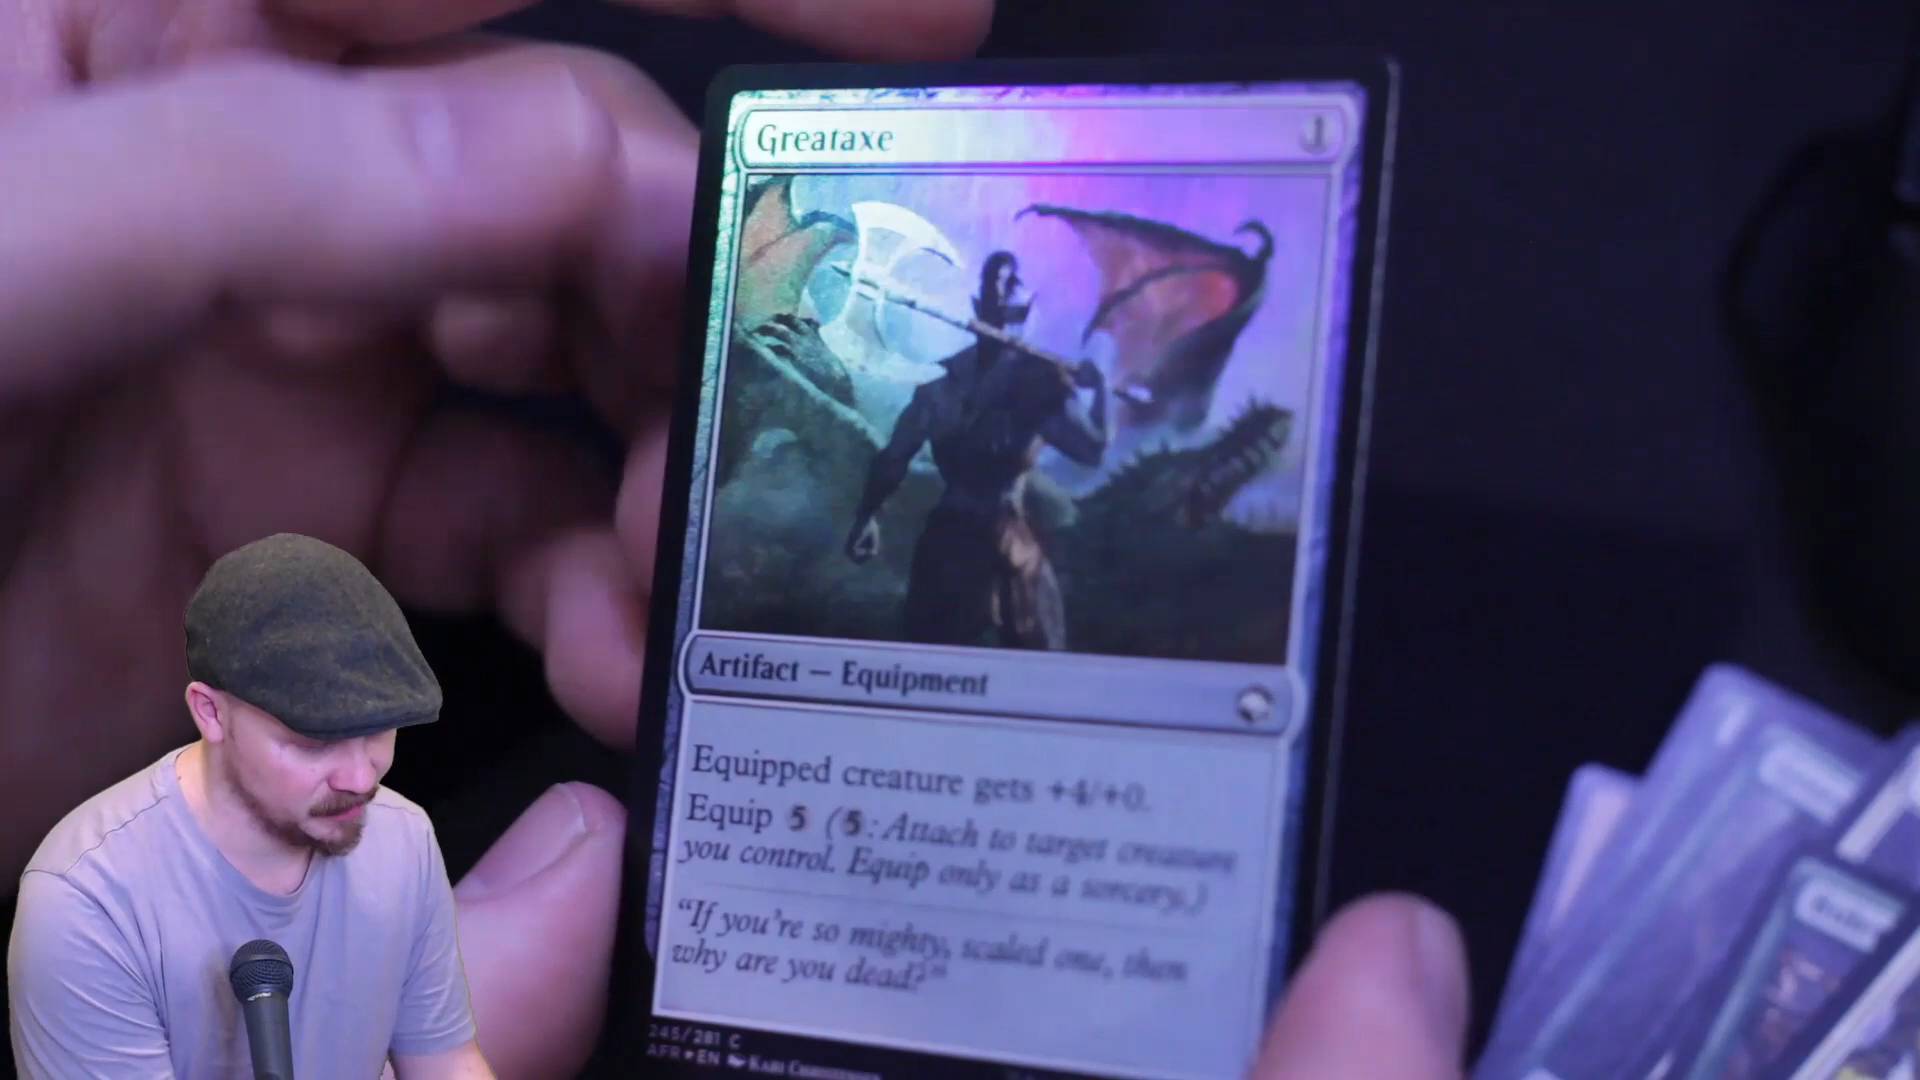 Greataxe 1
Artifact — Equipment
Equipped creature gets +4/+0.
Equip 5 (5: Attach to target creature
you control. Equip only as a sorcery.)
"If you're so mighty, scaled one, then
why are you dead?"
245/281 C
AFR EN Kari Christensen